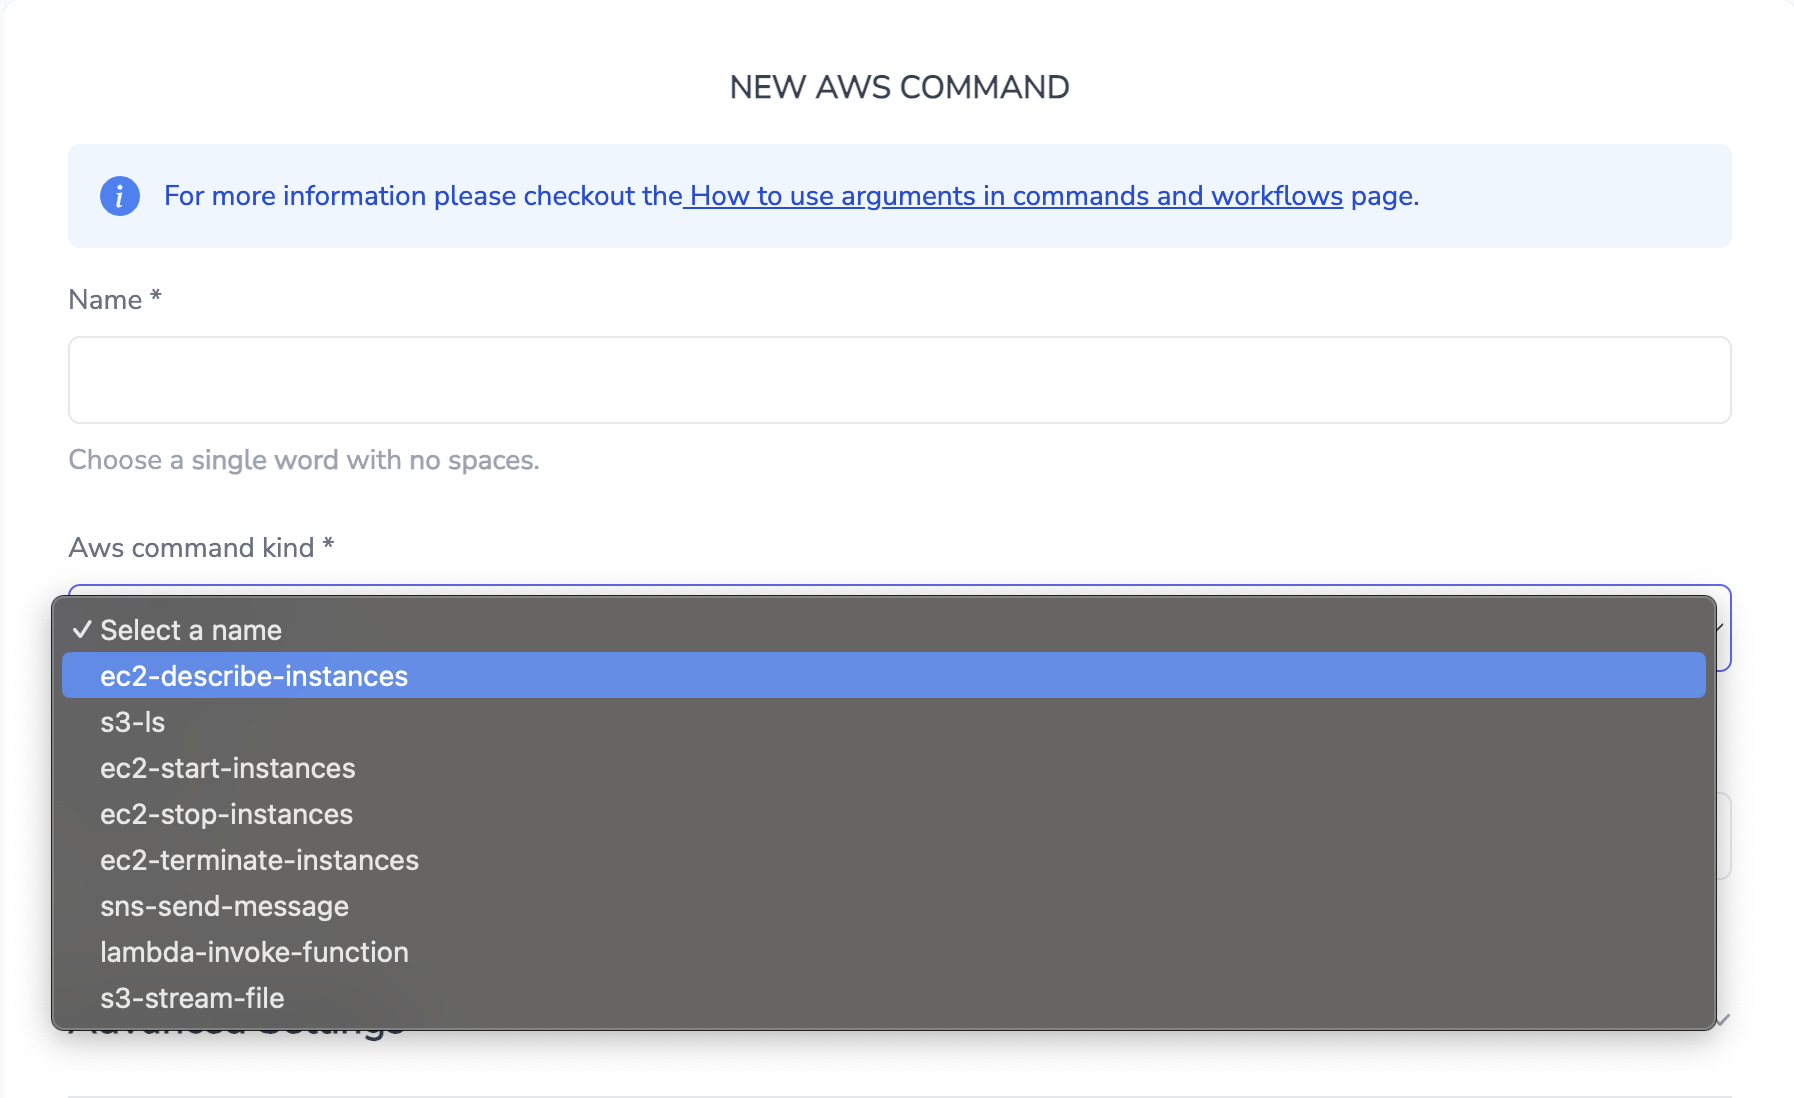 NEW AWS COMMAND
i For more information please checkout the How to use arguments in commands and workflows page.
Name *
Choose a single word with no spaces.
Aws command kind *
✓ Select a name
ec2-describe-instances
s3-ls
ec2-start-instances
ec2-stop-instances
ec2-terminate-instances
sns-send-message
lambda-invoke-function
s3-stream-file
Advanced Settings